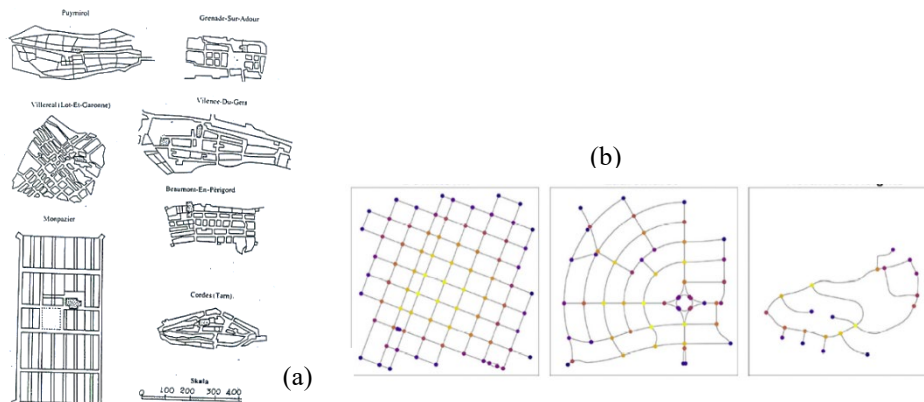 Puymirol
Grenade-Sur-Adour
Villereal (Lot-Et-Garonne)
Vilence-Du-Gers
Beaumont-En-Périgord
Monpazier
Cordes (Tarn)
Skala
0 100 200 300 400
(a)
(b)